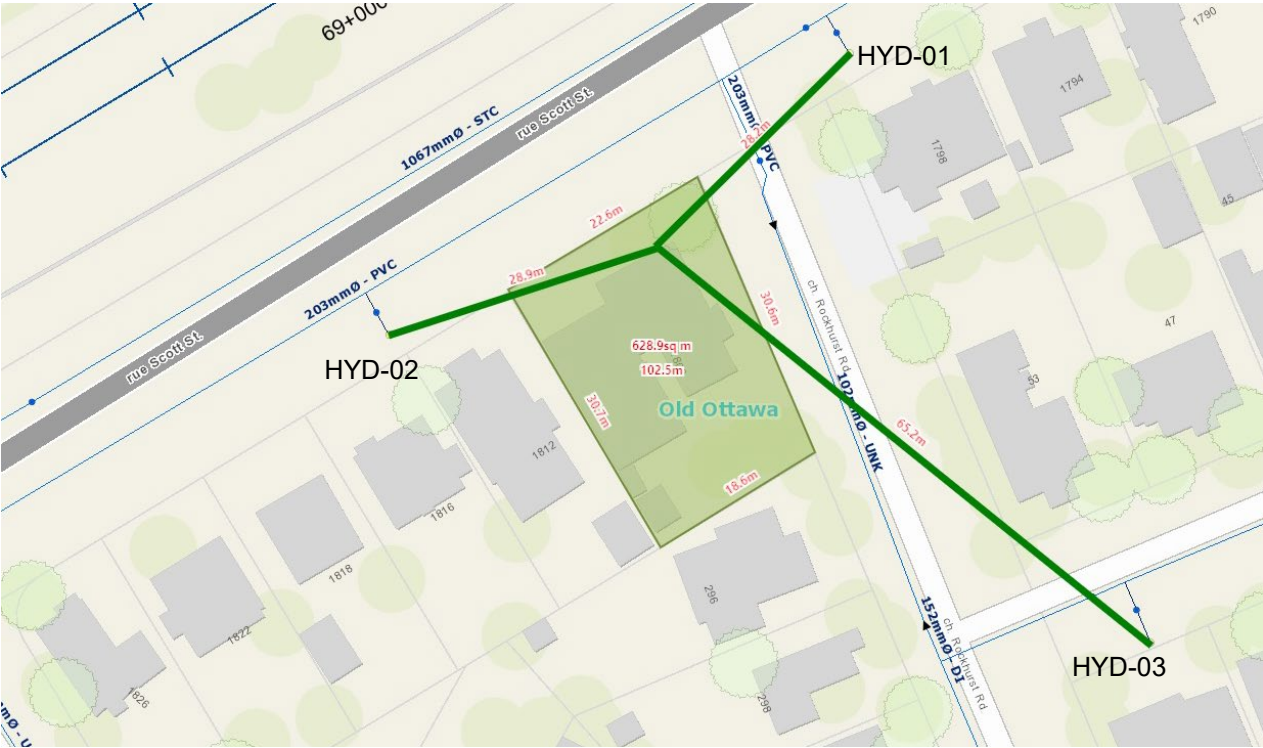 69+000
1790
HYD-01
1794
203mmØ - PVC
28.2m
1067mmØ - STC
rue Scott St.
1798
45
22.6m
28.9m
203mmØ - PVC
30.6m
ch. Rockhurst Rd
47
628.9sq m
102.5m
rue Scott St.
HYD-02
53
30.7m
Old Ottawa
102mmØ - UNK
65.2m
1812
18.6m
1816
1818
296
1822
152mmØ - DI
ch. Rockhurst Rd
HYD-03
298
1826
mmØ - U